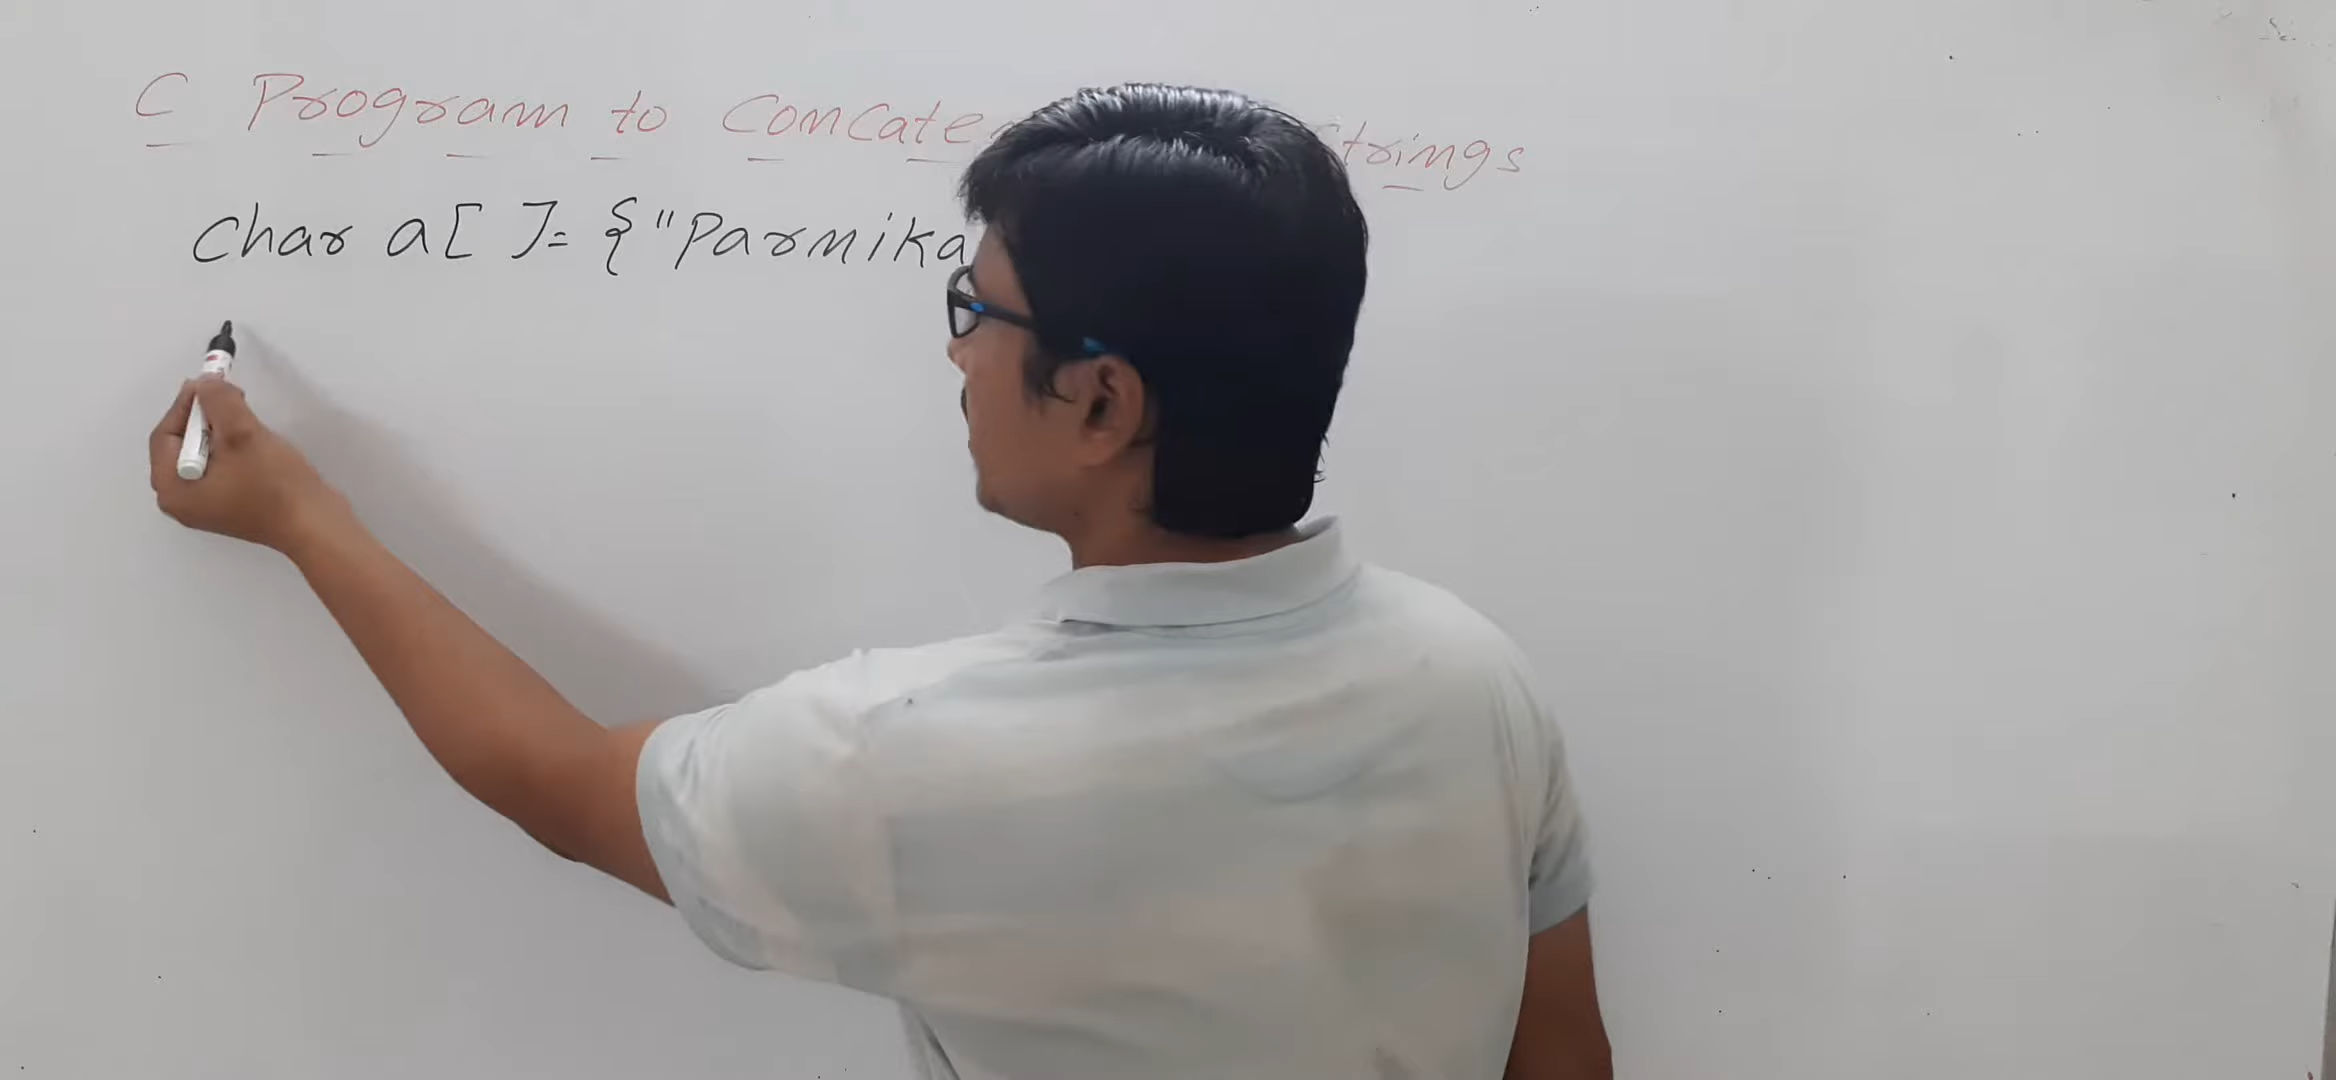 C Program to Concate Strings
char a[ ]= {"Parmika